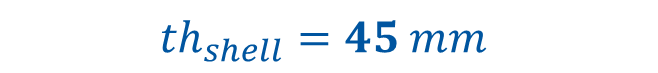 th_shell = 45 mm